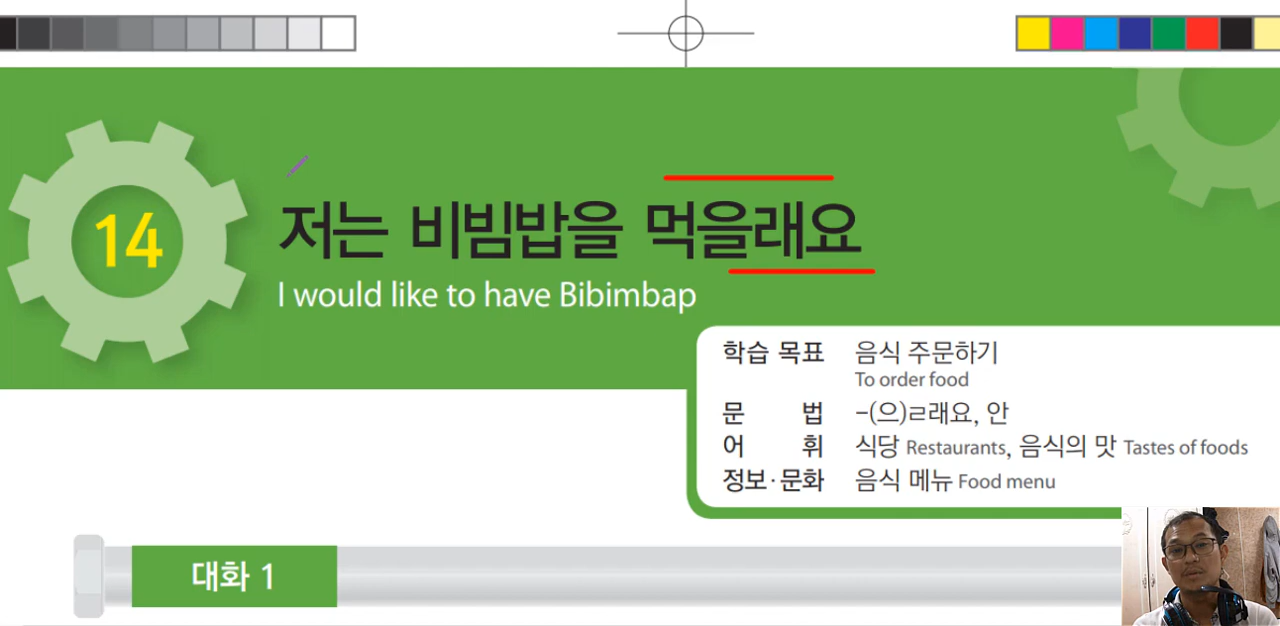 14
저는 비빔밥을 먹을래요
I would like to have Bibimbap
학습 목표 음식 주문하기
To order food
문 법 -(으)ㄹ래요, 안
어 휘 식당 Restaurants, 음식의 맛 Tastes of foods
정보·문화 음식 메뉴 Food menu
대화 1